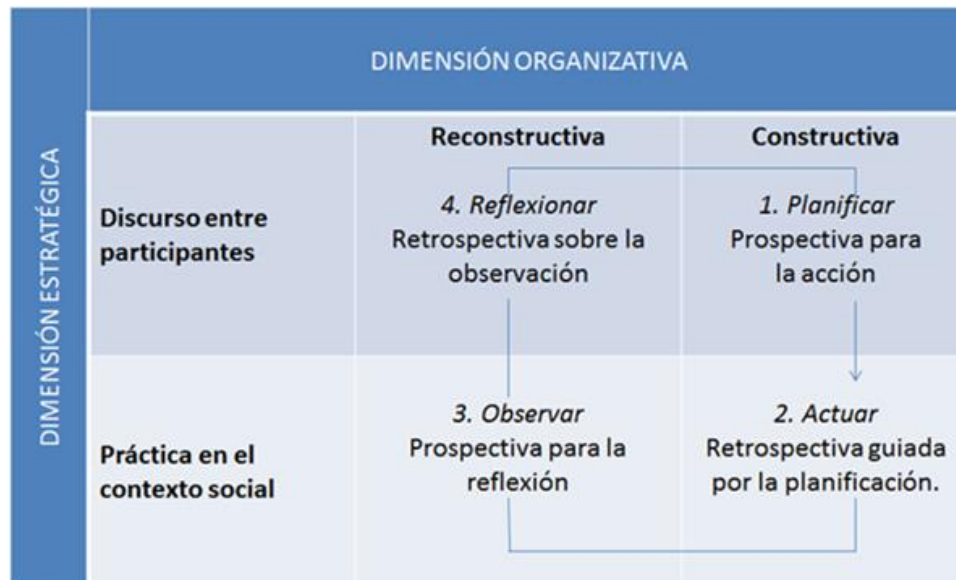 DIMENSIÓN ORGANIZATIVA
DIMENSIÓN ESTRATÉGICA
Reconstructiva
Constructiva
Discurso entre
participantes
4. Reflexionar
Retrospectiva sobre la
observación
1. Planificar
Prospectiva para
la acción
Práctica en el
contexto social
3. Observar
Prospectiva para la
reflexión
2. Actuar
Retrospectiva guiada
por la planificación.